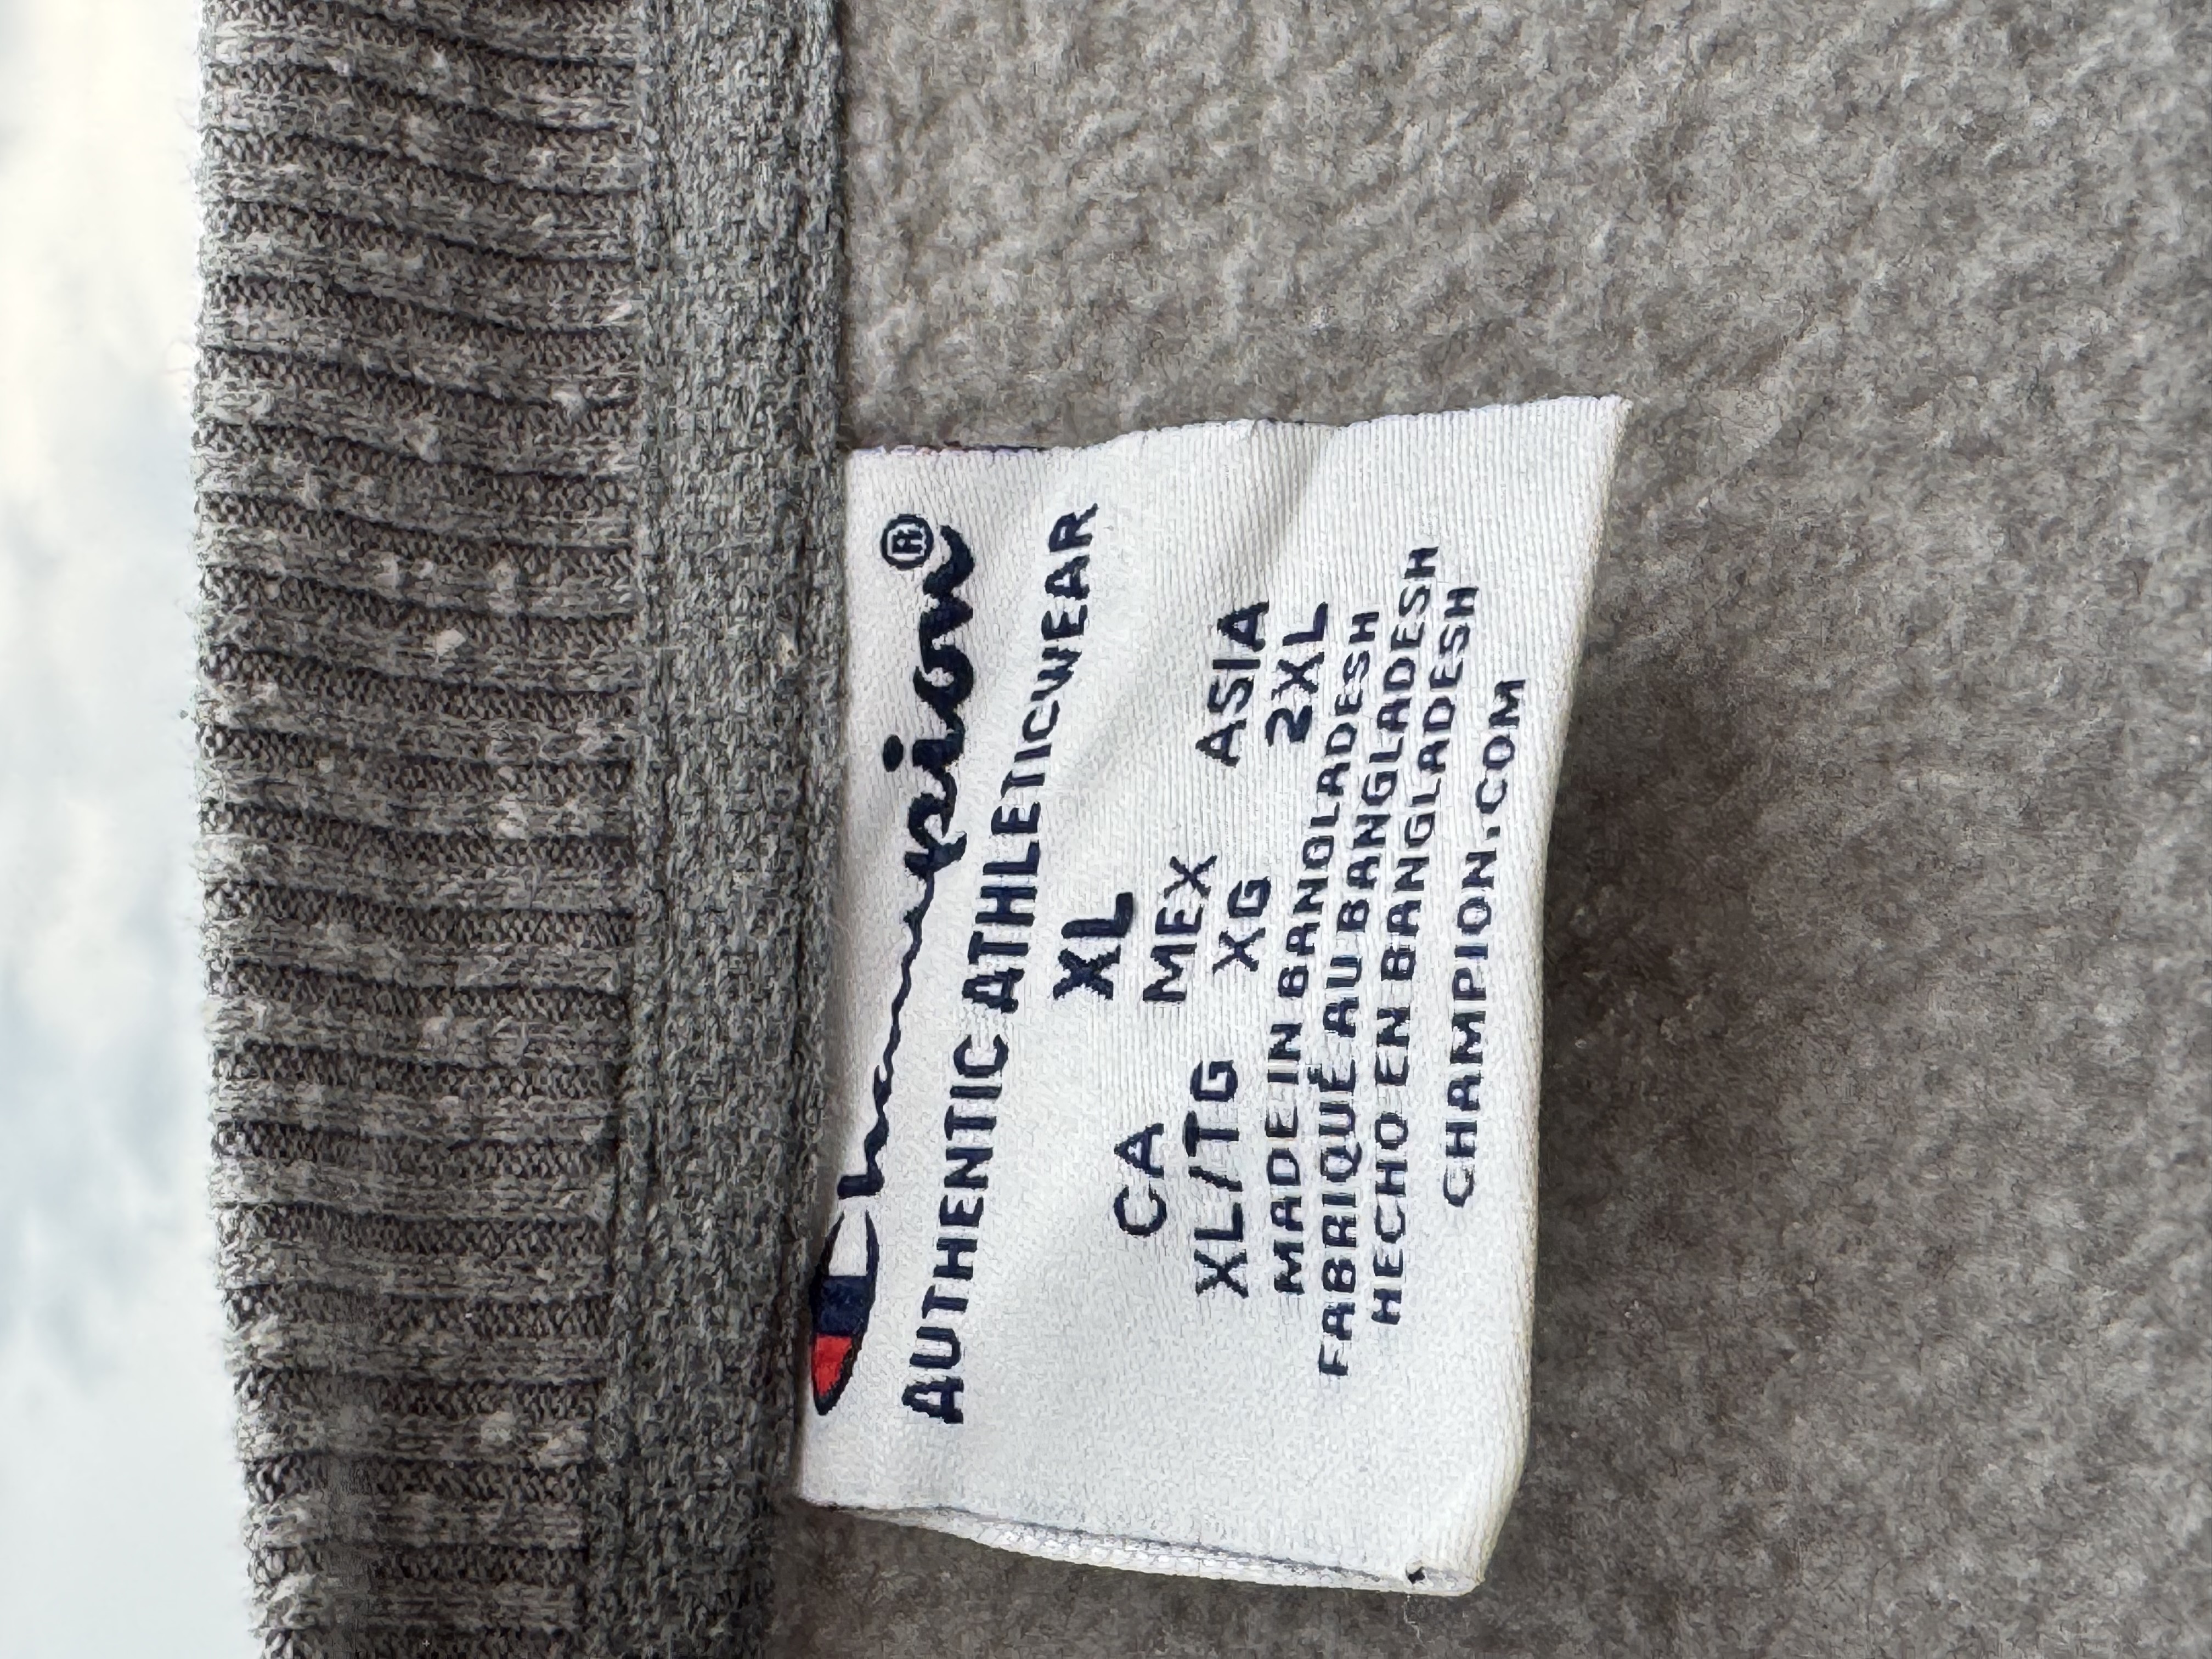 Champion®
AUTHENTIC ATHLETICWEAR
XL
CA MEX ASIA
XL/TG XG 2XL
MADE IN BANGLADESH
FABRIQUÉ AU BANGLADESH
HECHO EN BANGLADESH
CHAMPION.COM